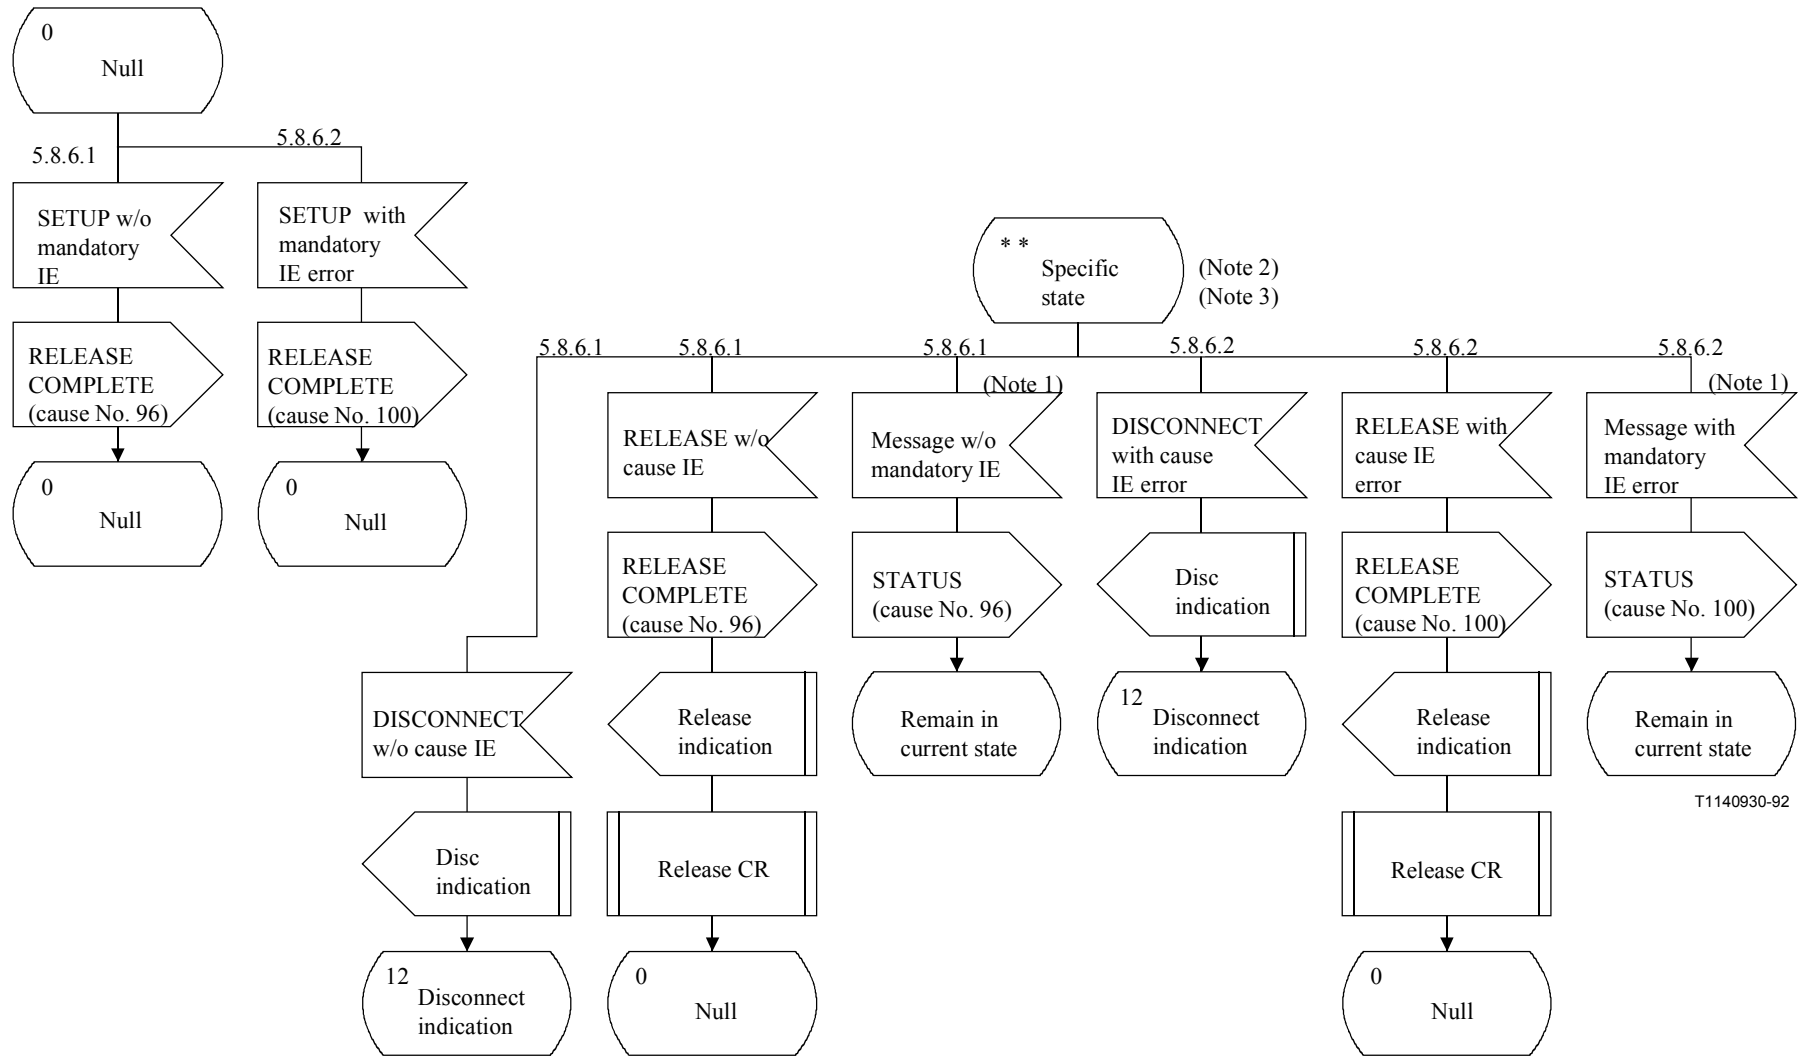 0
Null
5.8.6.1
5.8.6.2
SETUP w/o
mandatory
IE
SETUP with
mandatory
IE error
RELEASE
COMPLETE
(cause No. 96)
RELEASE
COMPLETE
(cause No. 100)
0
Null
0
Null
* *
Specific
state
(Note 2)
(Note 3)
5.8.6.1
5.8.6.1
5.8.6.1
5.8.6.2
5.8.6.2
5.8.6.2
(Note 1)
(Note 1)
RELEASE w/o
cause IE
Message w/o
mandatory IE
DISCONNECT
with cause
IE error
RELEASE with
cause IE
error
Message with
mandatory
IE error
RELEASE
COMPLETE
(cause No. 96)
STATUS
(cause No. 96)
Disc
indication
RELEASE
COMPLETE
(cause No. 100)
STATUS
(cause No. 100)
DISCONNECT
w/o cause IE
Release
indication
Remain in
current state
12
Disconnect
indication
Release
indication
Remain in
current state
T1140930-92
Disc
indication
Release CR
Release CR
12
Disconnect
indication
0
Null
0
Null